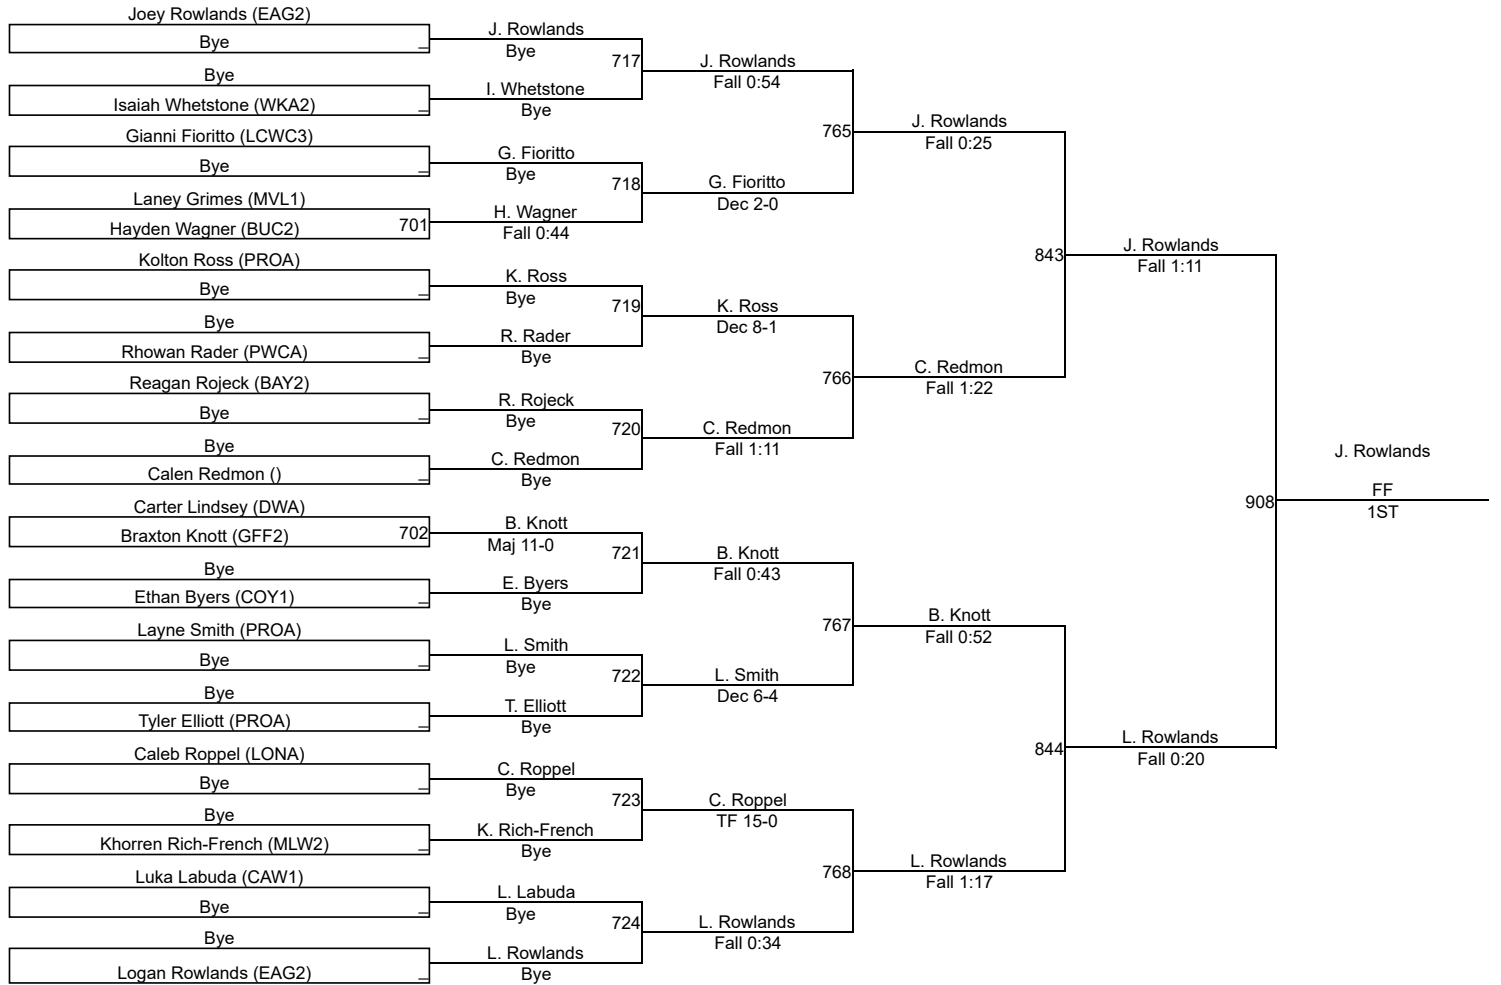 Joey Rowlands (EAG2)
Bye
Bye
Isaiah Whetstone (WKA2)
Gianni Fioritto (LCWC3)
Bye
Laney Grimes (MVL1)
Hayden Wagner (BUC2)
701
Kolton Ross (PROA)
Bye
Bye
Rhowan Rader (PWCA)
Reagan Rojeck (BAY2)
Bye
Bye
Calen Redmon ()
Carter Lindsey (DWA)
Braxton Knott (GFF2)
702
Bye
Ethan Byers (COY1)
Layne Smith (PROA)
Bye
Bye
Tyler Elliott (PROA)
Caleb Roppel (LONA)
Bye
Bye
Khorren Rich-French (MLW2)
Luka Labuda (CAW1)
Bye
Bye
Logan Rowlands (EAG2)
J. Rowlands
Bye
717
I. Whetstone
Bye
G. Fioritto
Bye
718
H. Wagner
Fall 0:44
K. Ross
Bye
719
R. Rader
Bye
R. Rojeck
Bye
720
C. Redmon
Bye
B. Knott
Maj 11-0
721
E. Byers
Bye
L. Smith
Bye
722
T. Elliott
Bye
C. Roppel
Bye
723
K. Rich-French
Bye
L. Labuda
Bye
724
L. Rowlands
Bye
J. Rowlands
Fall 0:54
765
G. Fioritto
Dec 2-0
K. Ross
Dec 8-1
766
C. Redmon
Fall 1:11
B. Knott
Fall 0:43
767
L. Smith
Dec 6-4
C. Roppel
TF 15-0
768
L. Rowlands
Fall 0:34
J. Rowlands
Fall 0:25
843
C. Redmon
Fall 1:22
B. Knott
Fall 0:52
844
L. Rowlands
Fall 1:17
J. Rowlands
Fall 1:11
908
L. Rowlands
Fall 0:20
J. Rowlands
FF
1ST